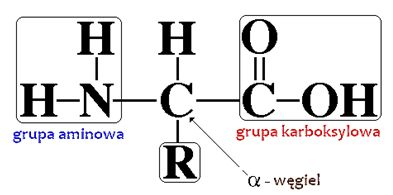 H H O
H–N–C–C–OH
grupa aminowa grupa karboksylowa
R α - węgiel